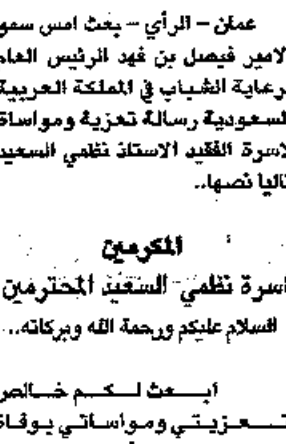 عمان – الرأي – بعث امس سمو
الامير فيصل بن فهد الرئيس العام
لرعاية الشباب في المملكة العربية
السعودية رسالة تعزية ومواساة
لاسرة الفقيد الاستاذ نظمي السعيد
تاليا نصها..
المكرمين
اسرة نظمي السعيد المحترمين
السلام عليكم ورحمة الله وبركاته..
ابعث لكم خالص
تعزيتي ومواساتي بوفاة